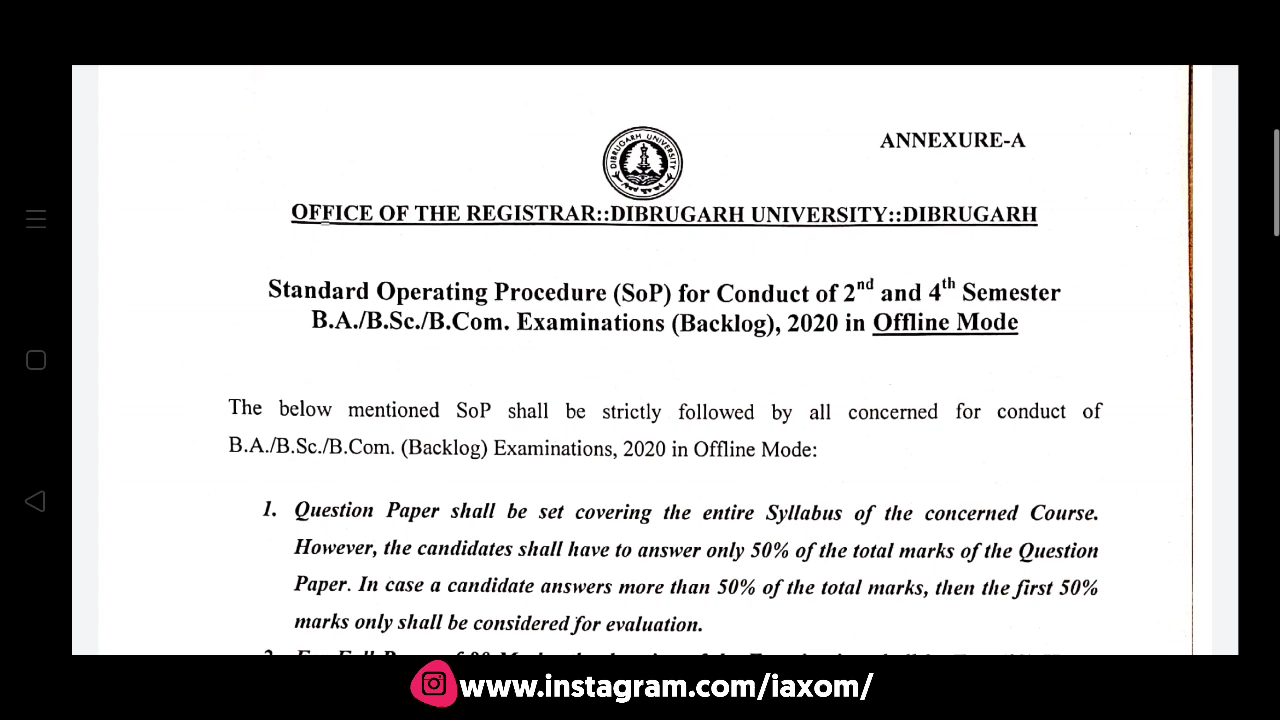 ANNEXURE-A
DIBRUGARH UNIVERSITY
OFFICE OF THE REGISTRAR::DIBRUGARH UNIVERSITY::DIBRUGARH
Standard Operating Procedure (SoP) for Conduct of 2nd and 4th Semester
B.A./B.Sc./B.Com. Examinations (Backlog), 2020 in Offline Mode
The below mentioned SoP shall be strictly followed by all concerned for conduct of
B.A./B.Sc./B.Com. (Backlog) Examinations, 2020 in Offline Mode:
1. Question Paper shall be set covering the entire Syllabus of the concerned Course.
However, the candidates shall have to answer only 50% of the total marks of the Question
Paper. In case a candidate answers more than 50% of the total marks, then the first 50%
marks only shall be considered for evaluation.
www.instagram.com/iaxom/